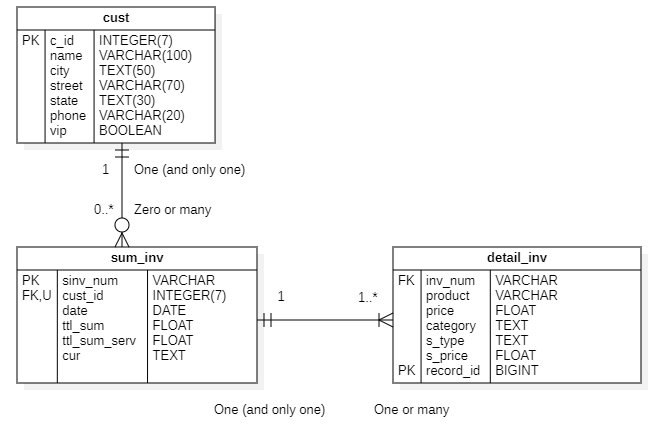 cust
PK c_id INTEGER(7)
name VARCHAR(100)
city TEXT(50)
street VARCHAR(70)
state TEXT(30)
phone VARCHAR(20)
vip BOOLEAN
1 One (and only one)
0..* Zero or many
sum_inv
PK sinv_num VARCHAR
FK,U cust_id INTEGER(7)
date DATE
ttl_sum FLOAT
ttl_sum_serv FLOAT
cur TEXT
1 1..*
detail_inv
FK inv_num VARCHAR
product VARCHAR
price FLOAT
category TEXT
s_type TEXT
s_price FLOAT
PK record_id BIGINT
One (and only one) One or many